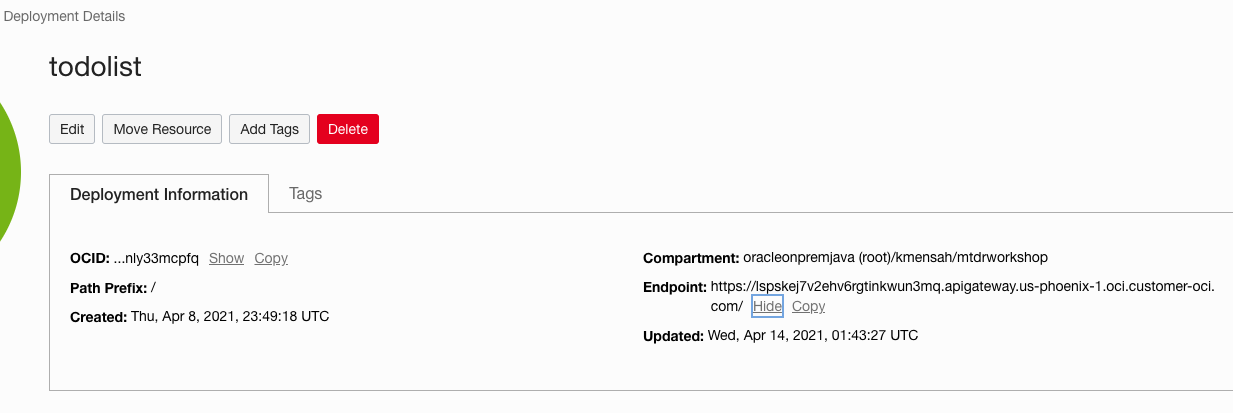 Deployment Details
todolist
Edit Move Resource Add Tags Delete
Deployment Information Tags
OCID: ...nly33mcpfq Show Copy
Path Prefix: /
Created: Thu, Apr 8, 2021, 23:49:18 UTC
Compartment: oracleonpremjava (root)/kmensah/mtdrworkshop
Endpoint: https://lspskej7v2ehv6rgtinkwun3mq.apigateway.us-phoenix-1.oci.customer-oci.
com/ Hide Copy
Updated: Wed, Apr 14, 2021, 01:43:27 UTC